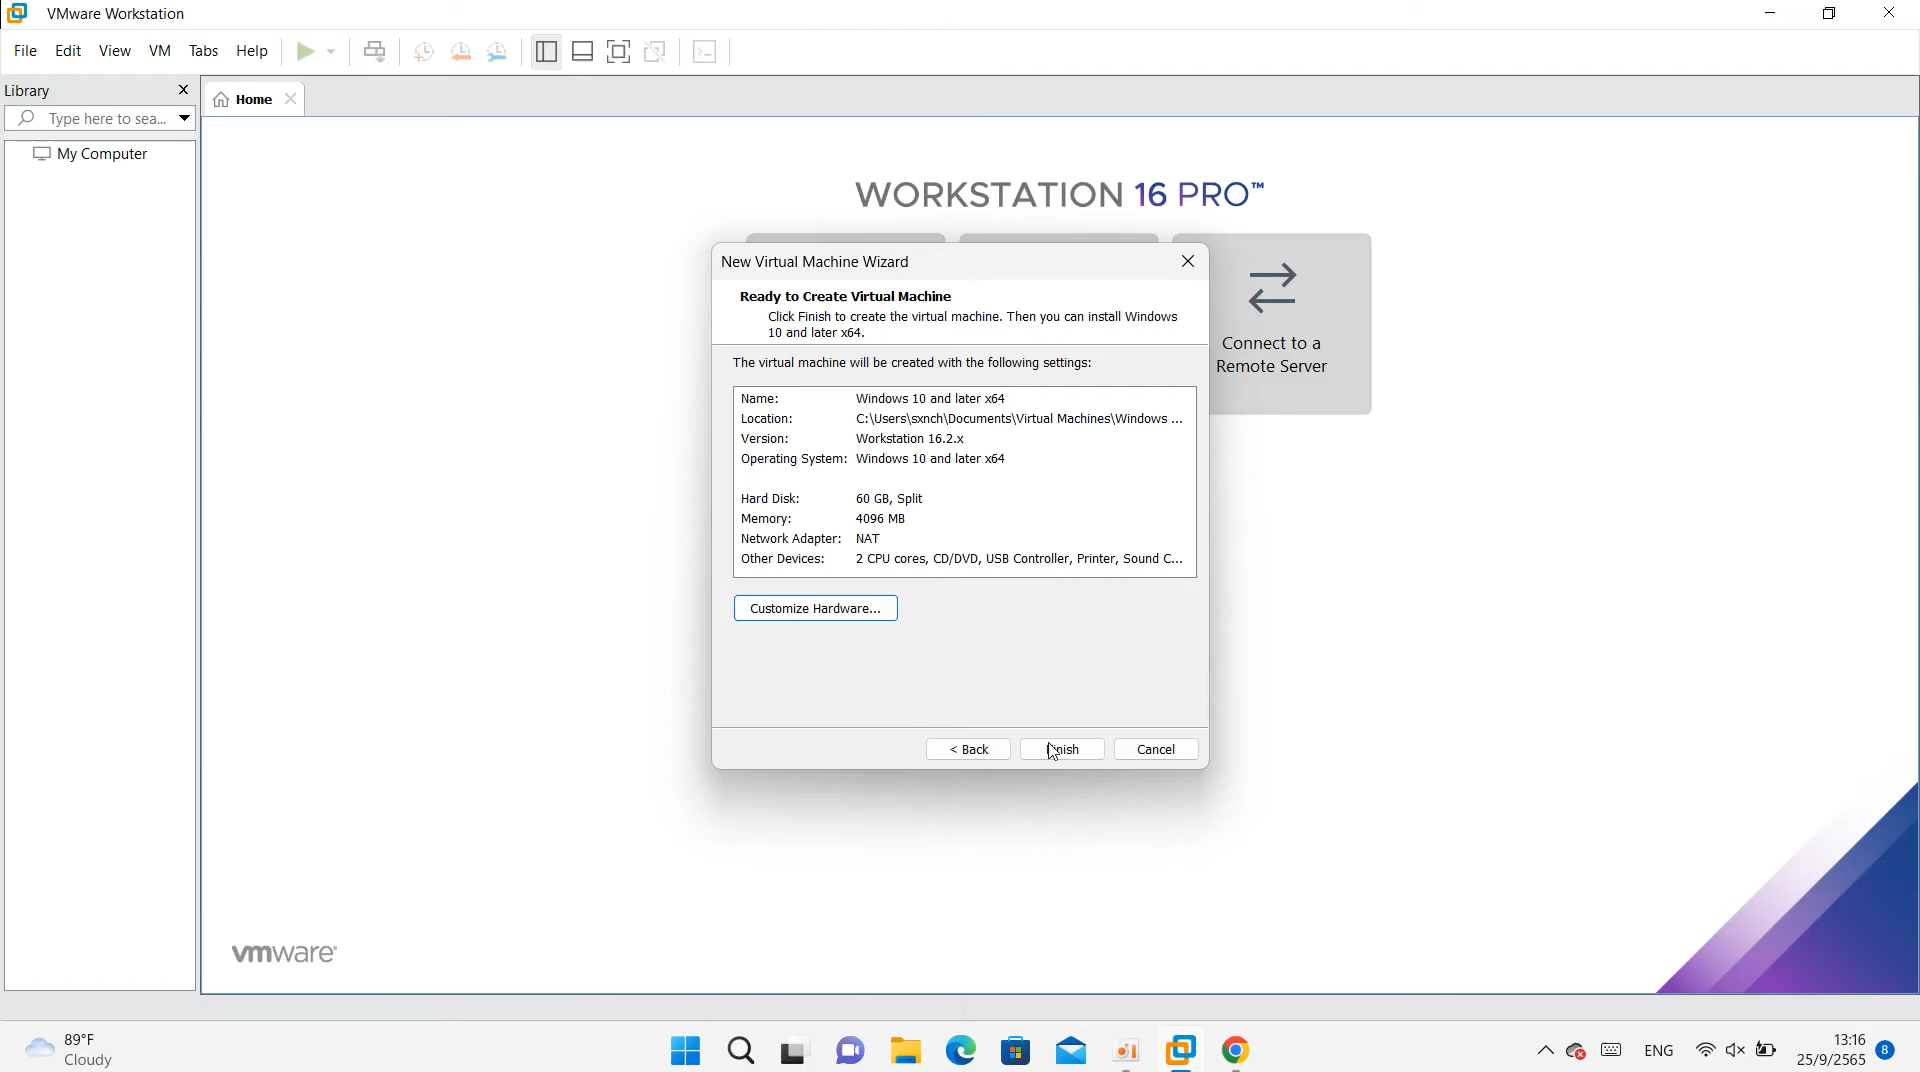 VMware Workstation
File Edit View VM Tabs Help
Library
Type here to sea...
My Computer
Home
WORKSTATION 16 PRO™
New Virtual Machine Wizard
Ready to Create Virtual Machine
Click Finish to create the virtual machine. Then you can install Windows
10 and later x64.
The virtual machine will be created with the following settings:
Name: Windows 10 and later x64
Location: C:\Users\sxnch\Documents\Virtual Machines\Windows ...
Version: Workstation 16.2.x
Operating System: Windows 10 and later x64
Hard Disk: 60 GB, Split
Memory: 4096 MB
Network Adapter: NAT
Other Devices: 2 CPU cores, CD/DVD, USB Controller, Printer, Sound C...
Customize Hardware...
< Back Finish Cancel
Connect to a
Remote Server
vmware®
89°F
Cloudy
ENG
13:16
25/9/2565
8